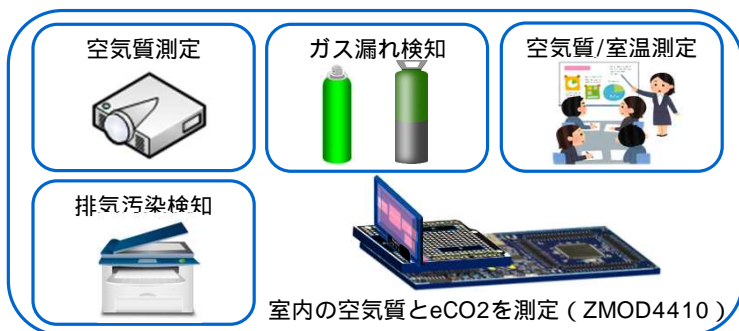 空気質測定
ガス漏れ検知
空気質/室温測定
排気汚染検知
室内の空気質とeCO2を測定（ZMOD4410）